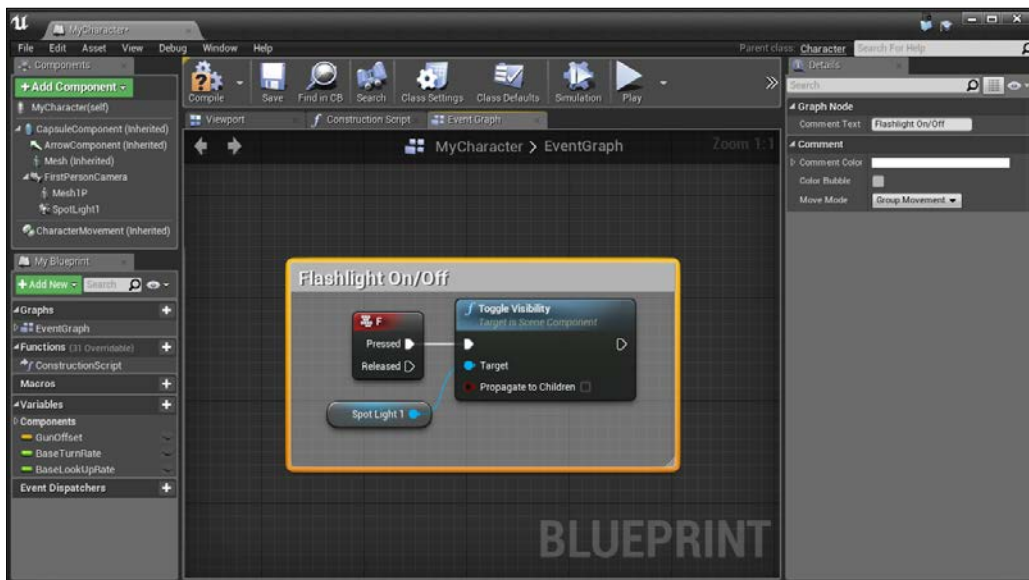 MyCharacter*
File Edit Asset View Debug Window Help
Parent class: Character
Search For Help
Components
+Add Component
MyCharacter(self)
CapsuleComponent (Inherited)
ArrowComponent (Inherited)
Mesh (Inherited)
FirstPersonCamera
Mesh1P
SpotLight1
CharacterMovement (Inherited)
My Blueprint
+Add New
Search
Graphs
EventGraph
Functions (31 Overridable)
ConstructionScript
Macros
Variables
Components
GunOffset
BaseTurnRate
BaseLookUpRate
Event Dispatchers
Compile Save Find in CB Search Class Settings Class Defaults Simulation Play
Viewport
Construction Script
Event Graph
MyCharacter > EventGraph
Zoom 1:1
Flashlight On/Off
F
Pressed
Released
Toggle Visibility
Target is Scene Component
Target
Propagate to Children
Spot Light 1
BLUEPRINT
Details
Search
Graph Node
Comment Text Flashlight On/Off
Comment
Comment Color
Color Bubble
Move Mode Group Movement